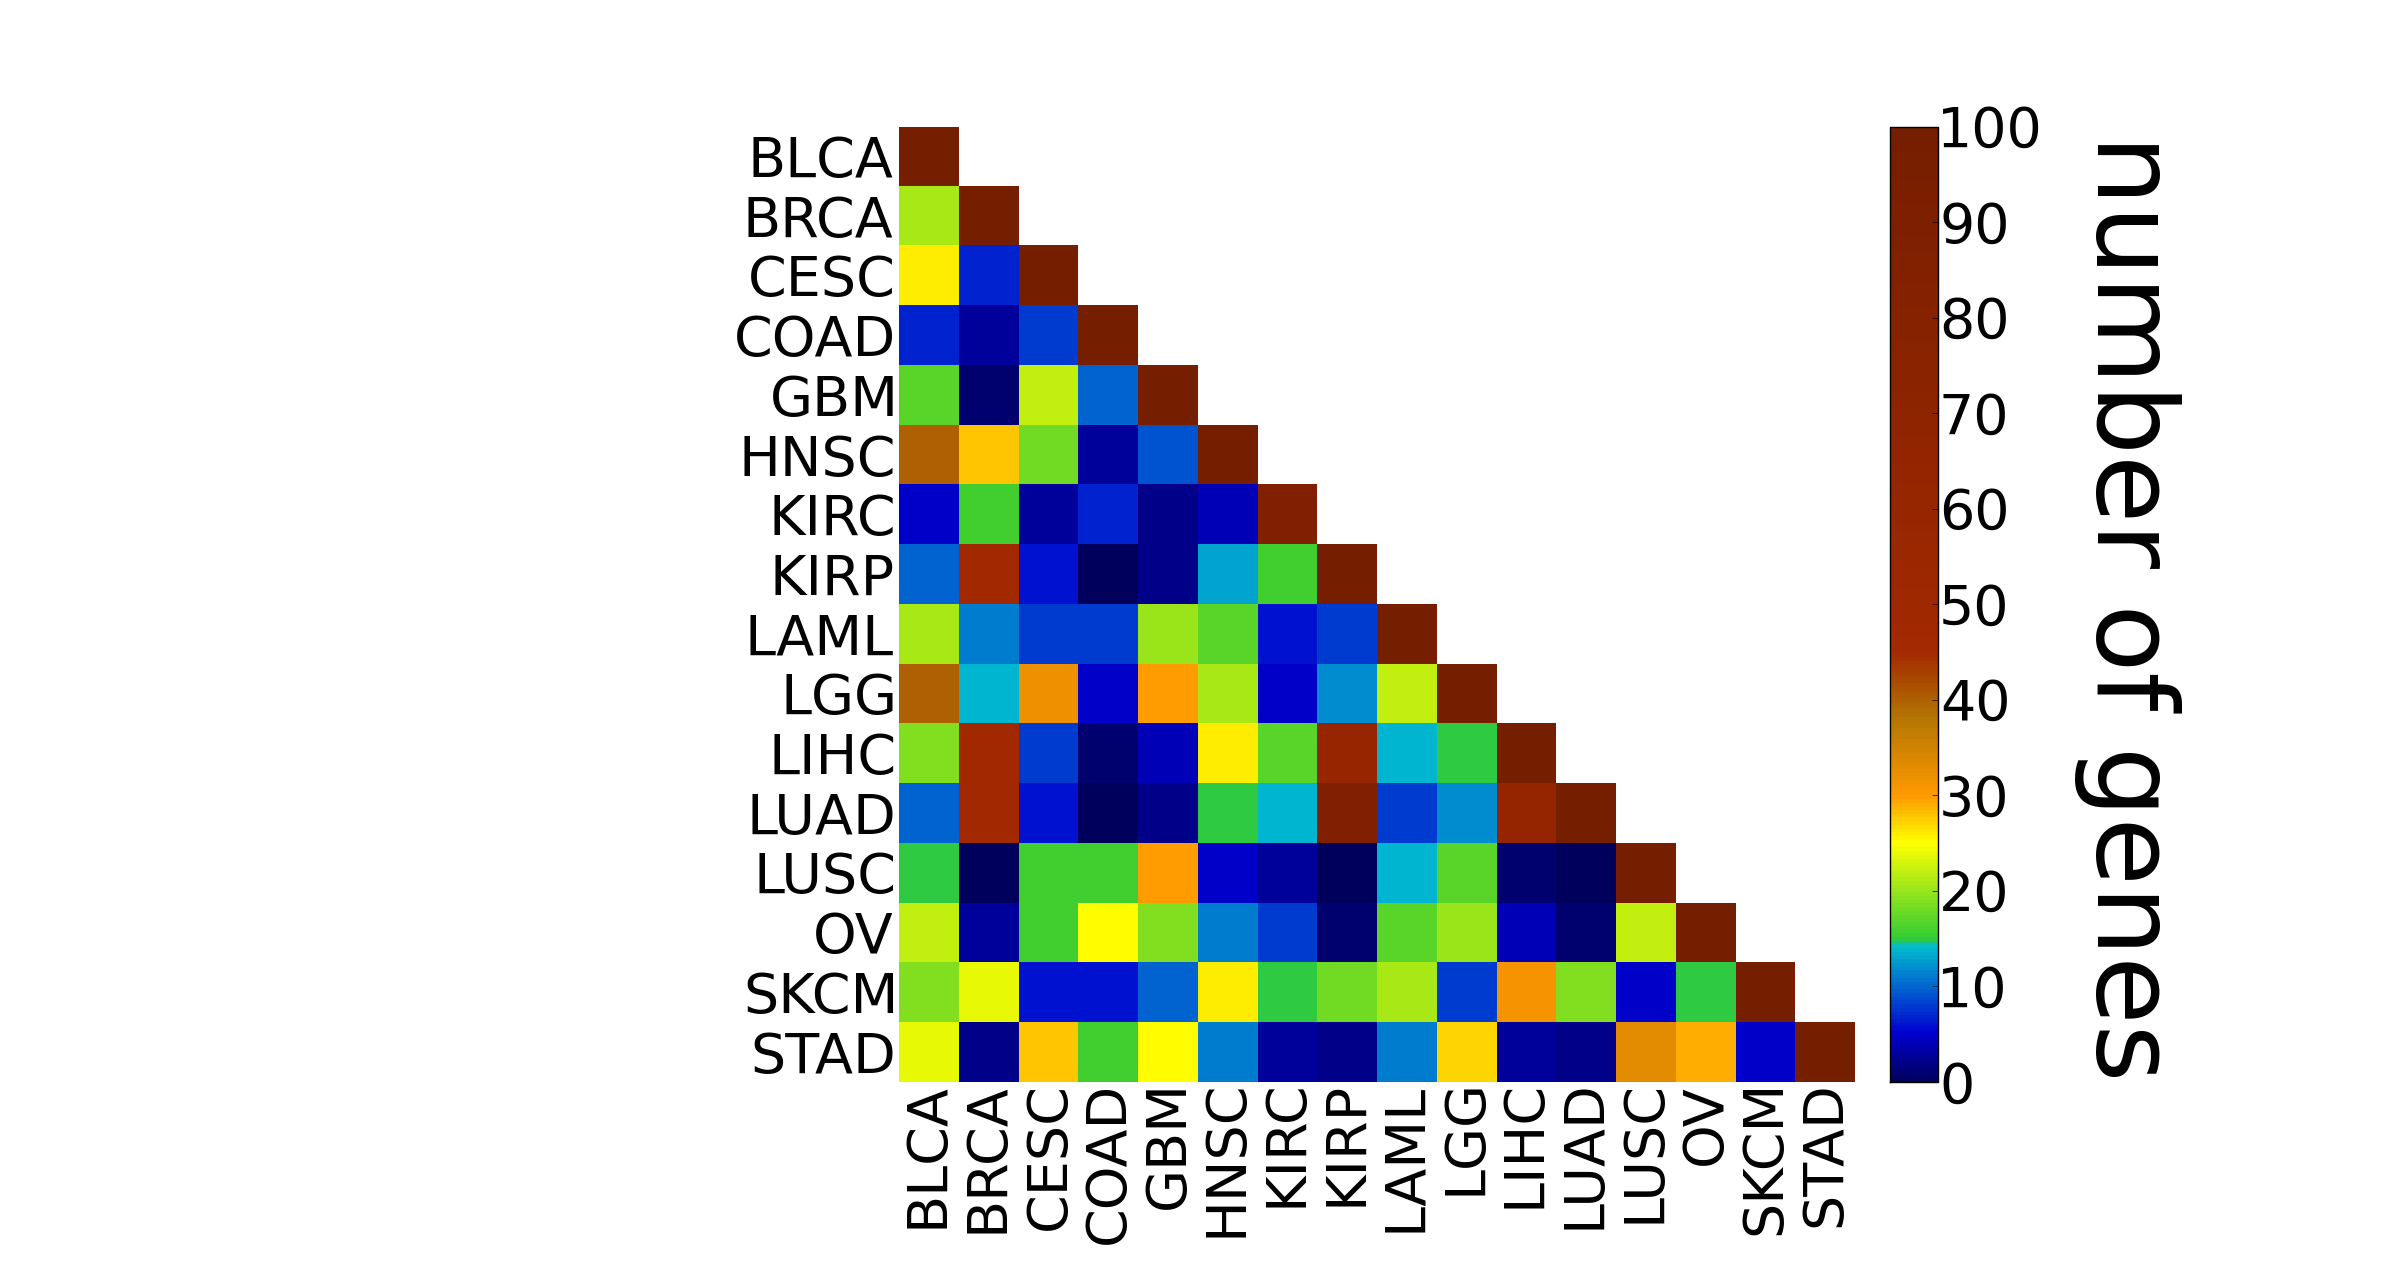 BLCA
BRCA
CESC
COAD
GBM
HNSC
KIRC
KIRP
LAML
LGG
LIHC
LUAD
LUSC
OV
SKCM
STAD
BLCA
BRCA
CESC
COAD
GBM
HNSC
KIRC
KIRP
LAML
LGG
LIHC
LUAD
LUSC
OV
SKCM
STAD
100
90
80
70
60
50
40
30
20
10
0
number of genes